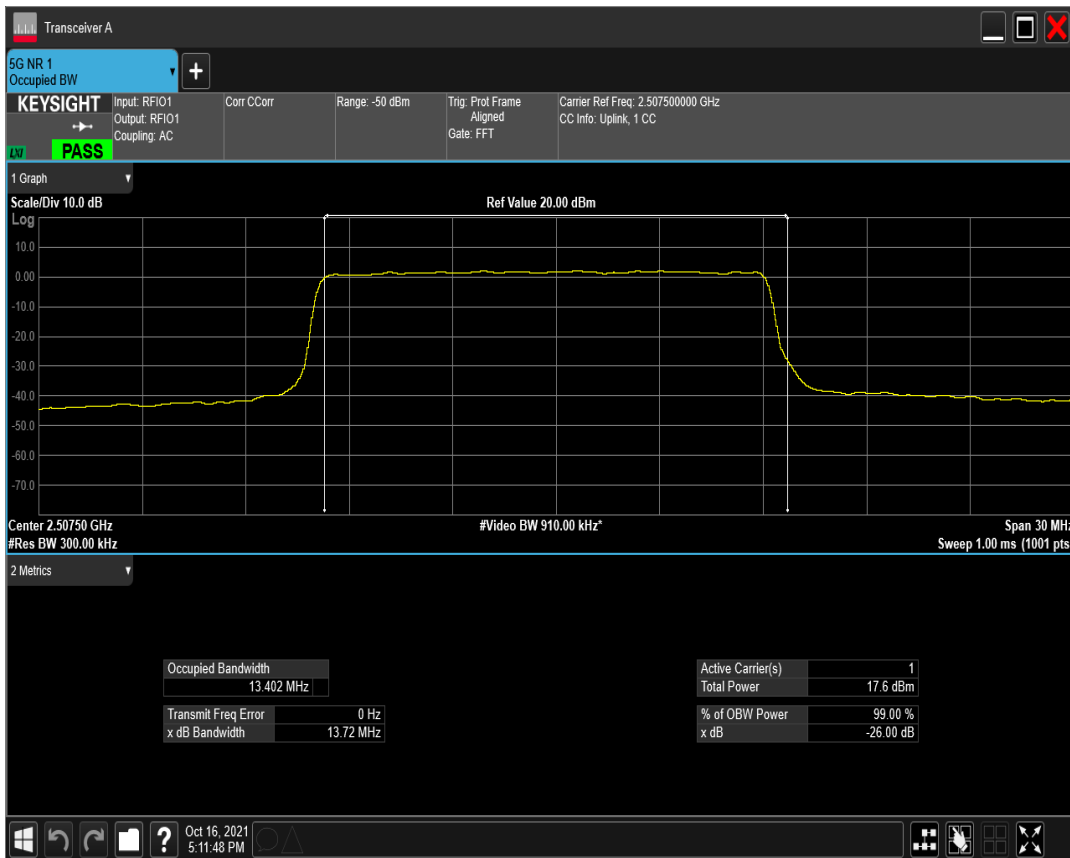 Transceiver A
5G NR 1
Occupied BW
+
KEYSIGHT
LXI
PASS
Input: RFIO1
Output: RFIO1
Coupling: AC
Corr CCorr
Range: -50 dBm
Trig: Prot Frame
Aligned
Gate: FFT
Carrier Ref Freq: 2.507500000 GHz
CC Info: Uplink, 1 CC
1 Graph
Scale/Div 10.0 dB
Ref Value 20.00 dBm
Log
10.0
0.00
-10.0
-20.0
-30.0
-40.0
-50.0
-60.0
-70.0
Center 2.50750 GHz
#Video BW 910.00 kHz*
Span 30 MHz
#Res BW 300.00 kHz
Sweep 1.00 ms (1001 pts
2 Metrics
Occupied Bandwidth
13.402 MHz
Transmit Freq Error 0 Hz
x dB Bandwidth 13.72 MHz
Active Carrier(s) 1
Total Power 17.6 dBm
% of OBW Power 99.00 %
x dB -26.00 dB
?
Oct 16, 2021
5:11:48 PM